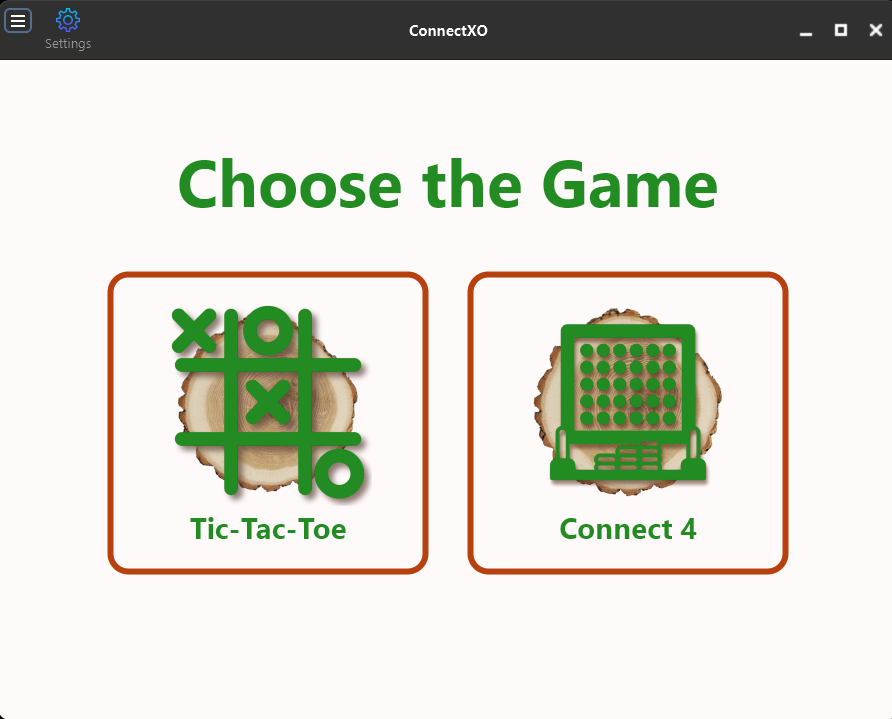 ConnectXO
Settings
Choose the Game
Tic-Tac-Toe
Connect 4